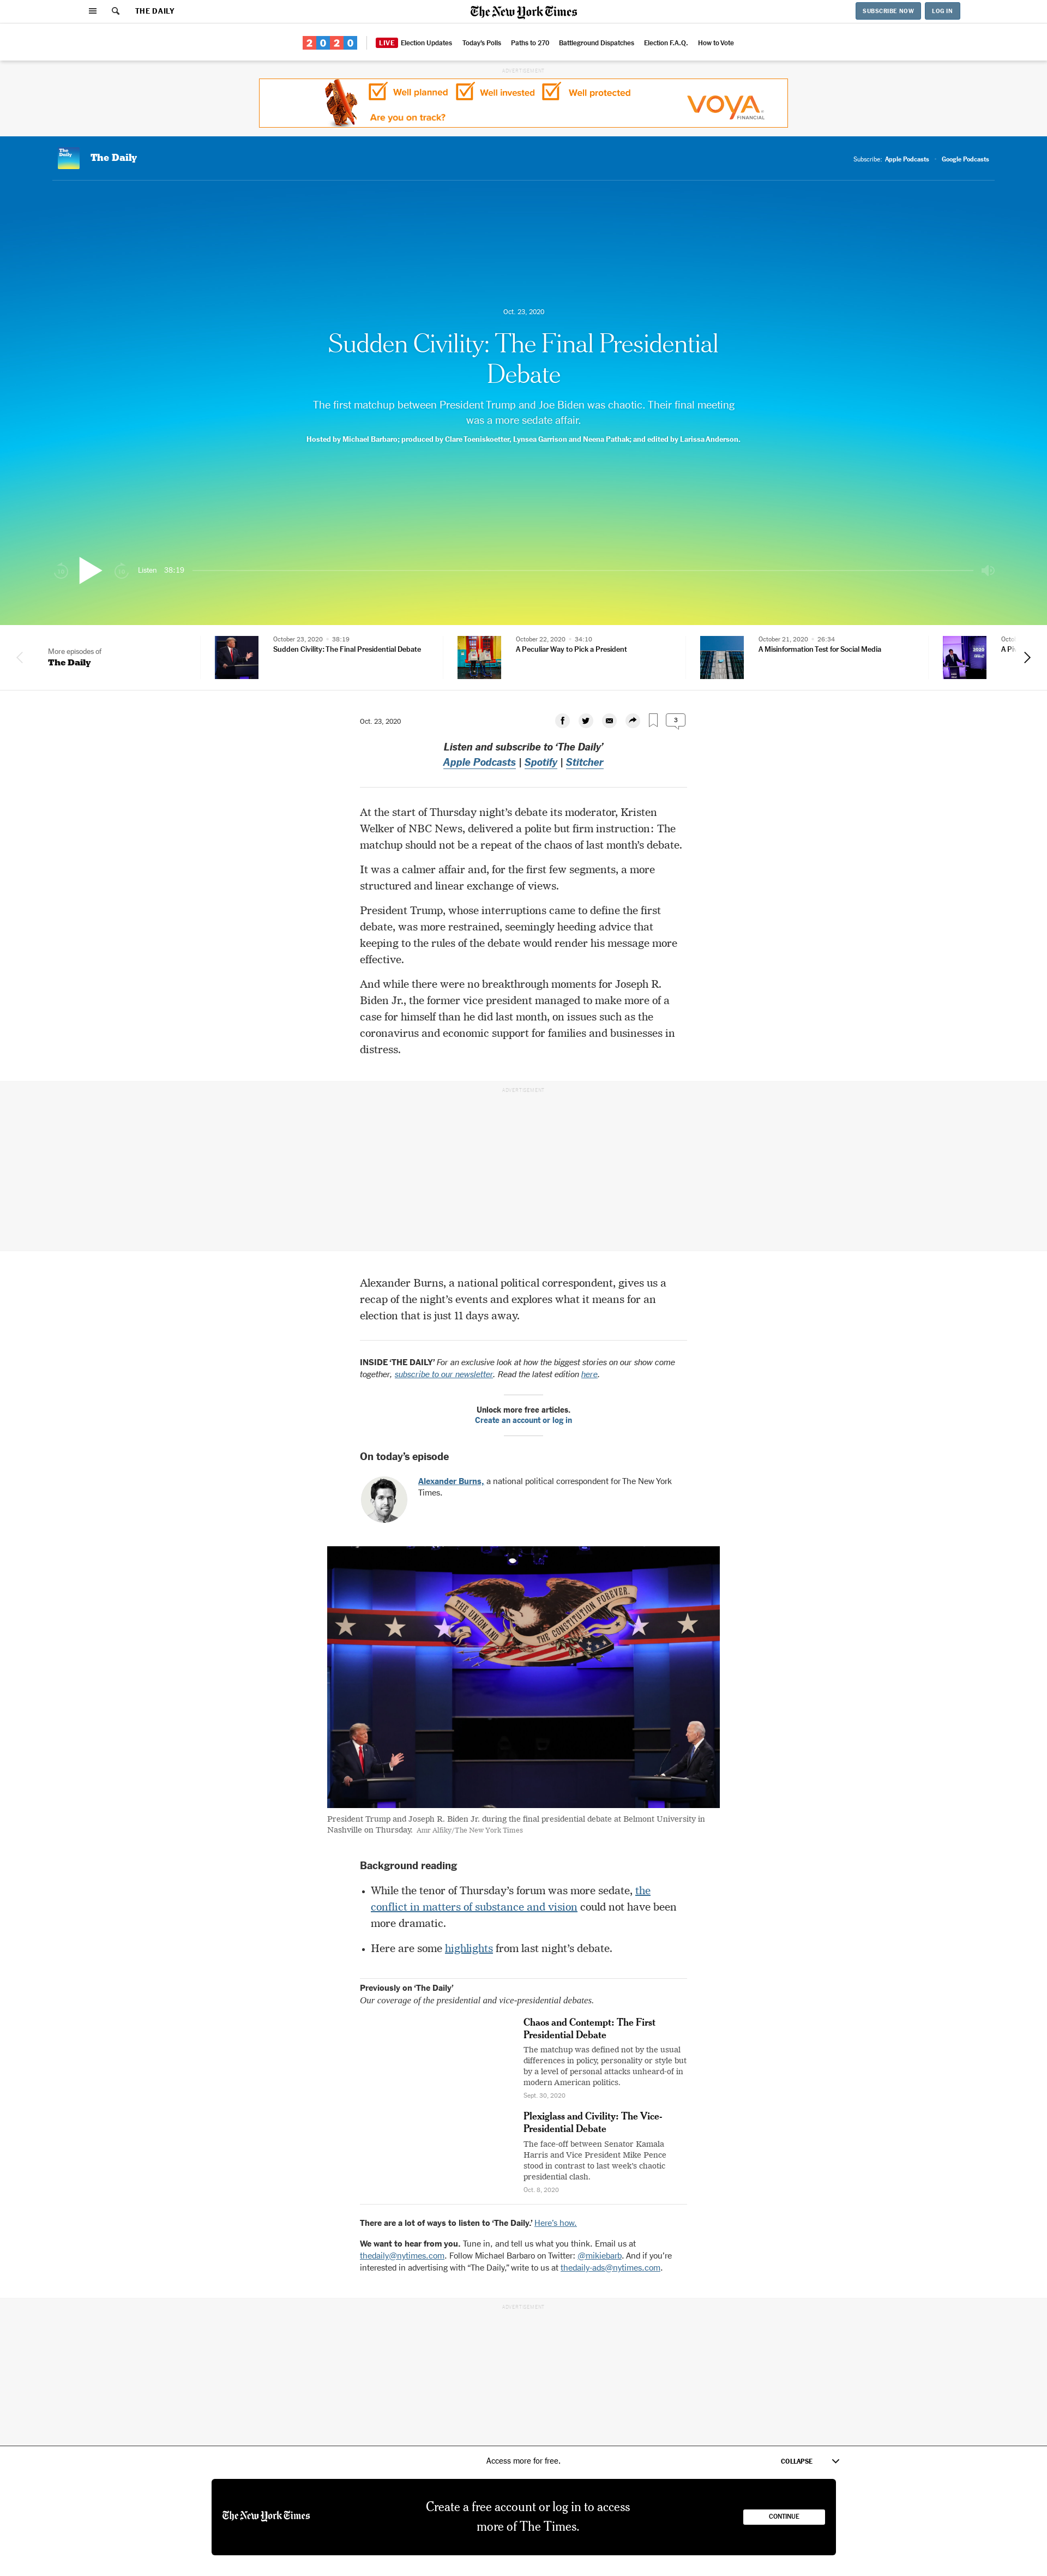 THE DAILY
The New York Times
SUBSCRIBE NOW
LOG IN
2020
LIVE Election Updates
Today's Polls
Paths to 270
Battleground Dispatches
Election F.A.Q.
How to Vote
ADVERTISEMENT
Well planned
Well invested
Well protected
Are you on track?
VOYA
FINANCIAL
The Daily
The Daily
Subscribe: Apple Podcasts
Google Podcasts
Oct. 23, 2020
Sudden Civility: The Final Presidential
Debate
The first matchup between President Trump and Joe Biden was chaotic. Their final meeting
was a more sedate affair.
Hosted by Michael Barbaro; produced by Clare Toeniskoetter, Lynsea Garrison and Neena Pathak; and edited by Larissa Anderson.
Listen 38:19
More episodes of
The Daily
October 23, 2020 • 38:19
Sudden Civility: The Final Presidential Debate
October 22, 2020 • 34:10
A Peculiar Way to Pick a President
October 21, 2020 • 26:34
A Misinformation Test for Social Media
2020
Octo
A Pi
Oct. 23, 2020
3
Listen and subscribe to ‘The Daily’
Apple Podcasts | Spotify | Stitcher
At the start of Thursday night’s debate its moderator, Kristen
Welker of NBC News, delivered a polite but firm instruction: The
matchup should not be a repeat of the chaos of last month’s debate.
It was a calmer affair and, for the first few segments, a more
structured and linear exchange of views.
President Trump, whose interruptions came to define the first
debate, was more restrained, seemingly heeding advice that
keeping to the rules of the debate would render his message more
effective.
And while there were no breakthrough moments for Joseph R.
Biden Jr., the former vice president managed to make more of a
case for himself than he did last month, on issues such as the
coronavirus and economic support for families and businesses in
distress.
ADVERTISEMENT
Alexander Burns, a national political correspondent, gives us a
recap of the night’s events and explores what it means for an
election that is just 11 days away.
INSIDE ‘THE DAILY’ For an exclusive look at how the biggest stories on our show come
together, subscribe to our newsletter. Read the latest edition here.
Unlock more free articles.
Create an account or log in
On today’s episode
Alexander Burns, a national political correspondent for The New York
Times.
THE UNION AND THE CONSTITUTION FOREVER
President Trump and Joseph R. Biden Jr. during the final presidential debate at Belmont University in
Nashville on Thursday. Amr Alfiky/The New York Times
Background reading
• While the tenor of Thursday’s forum was more sedate, the
conflict in matters of substance and vision could not have been
more dramatic.
• Here are some highlights from last night’s debate.
Previously on ‘The Daily’
Our coverage of the presidential and vice-presidential debates.
Chaos and Contempt: The First
Presidential Debate
The matchup was defined not by the usual
differences in policy, personality or style but
by a level of personal attacks unheard-of in
modern American politics.
Sept. 30, 2020
Plexiglass and Civility: The Vice-
Presidential Debate
The face-off between Senator Kamala
Harris and Vice President Mike Pence
stood in contrast to last week’s chaotic
presidential clash.
Oct. 8, 2020
There are a lot of ways to listen to ‘The Daily.’ Here’s how.
We want to hear from you. Tune in, and tell us what you think. Email us at
thedaily@nytimes.com. Follow Michael Barbaro on Twitter: @mikiebarb. And if you’re
interested in advertising with “The Daily,” write to us at thedaily-ads@nytimes.com.
ADVERTISEMENT
Access more for free.
COLLAPSE
The New York Times
Create a free account or log in to access
more of The Times.
CONTINUE